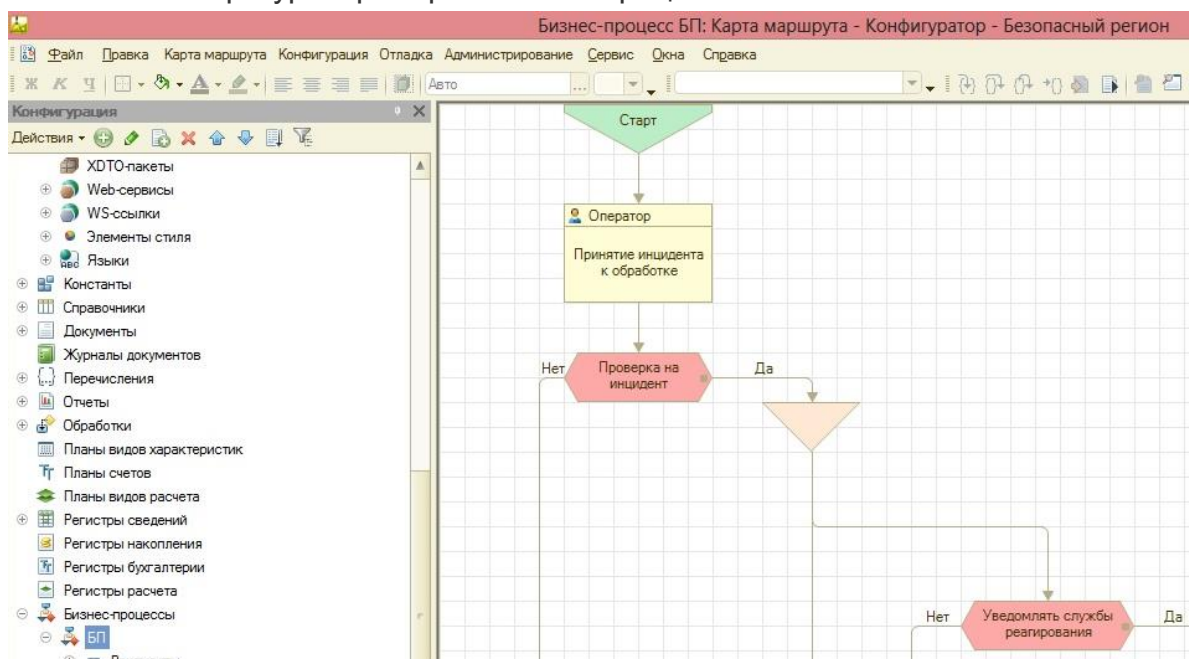 Бизнес-процесс БП: Карта маршрута - Конфигуратор - Безопасный регион
Файл Правка Карта маршрута Конфигурация Отладка Администрирование Сервис Окна Справка
Ж К Ч А Авто ...
Конфигурация
Действия
XDTO-пакеты
Web-сервисы
WS-ссылки
Элементы стиля
Языки
Константы
Справочники
Документы
Журналы документов
Перечисления
Отчеты
Обработки
Планы видов характеристик
Планы счетов
Планы видов расчета
Регистры сведений
Регистры накопления
Регистры бухгалтерии
Регистры расчета
Бизнес-процессы
БП
Старт
Оператор
Принятие инцидента
к обработке
Нет
Проверка на
инцидент
Да
Нет
Уведомлять службы
реагирования
Да